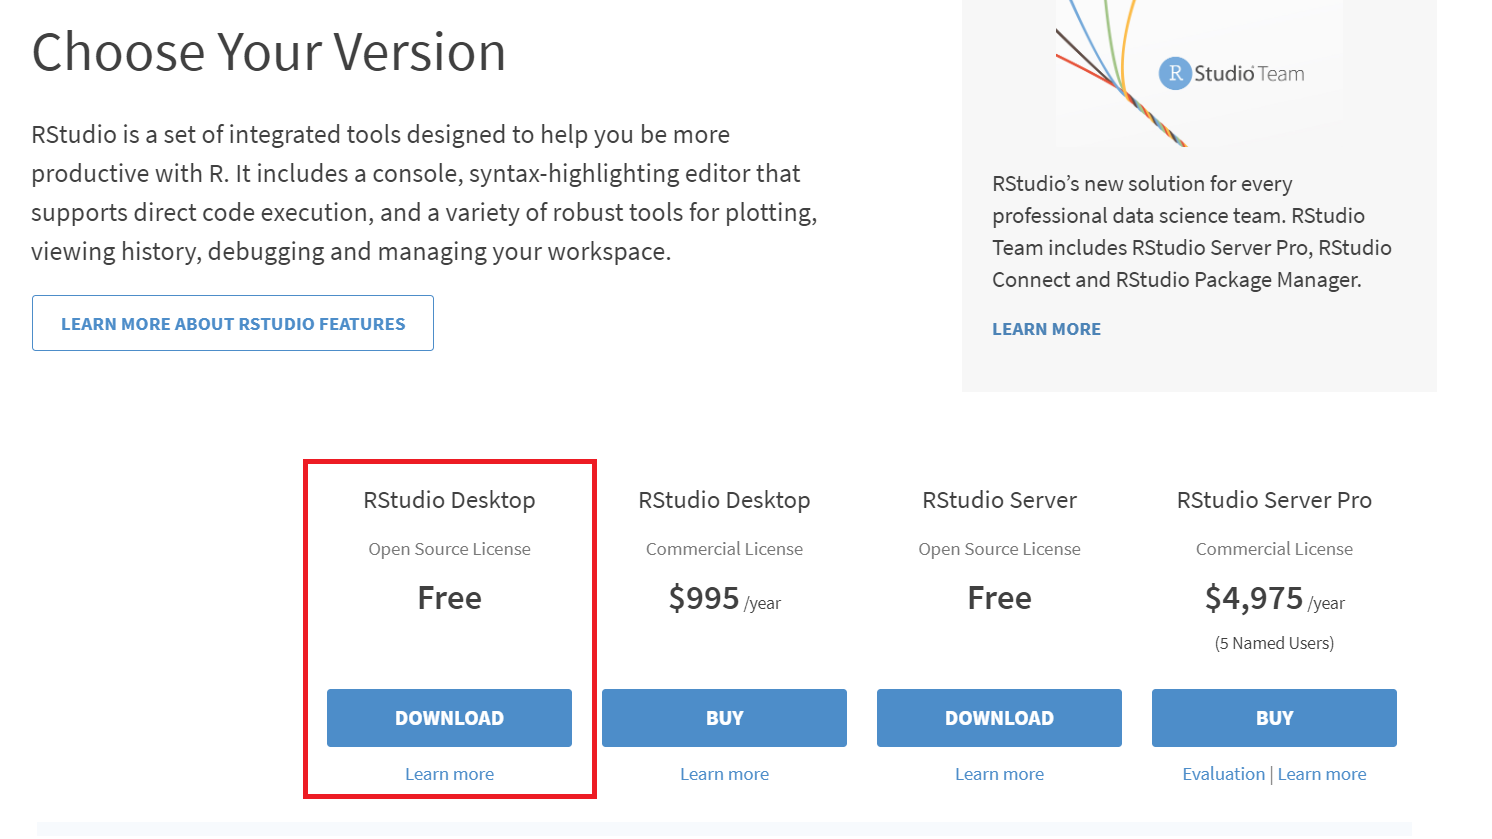 Choose Your Version
RStudio is a set of integrated tools designed to help you be more
productive with R. It includes a console, syntax-highlighting editor that
supports direct code execution, and a variety of robust tools for plotting,
viewing history, debugging and managing your workspace.
LEARN MORE ABOUT RSTUDIO FEATURES
R Studio® Team
RStudio’s new solution for every
professional data science team. RStudio
Team includes RStudio Server Pro, RStudio
Connect and RStudio Package Manager.
LEARN MORE
RStudio Desktop
Open Source License
Free
DOWNLOAD
Learn more
RStudio Desktop
Commercial License
$995 /year
BUY
Learn more
RStudio Server
Open Source License
Free
DOWNLOAD
Learn more
RStudio Server Pro
Commercial License
$4,975 /year
(5 Named Users)
BUY
Evaluation | Learn more